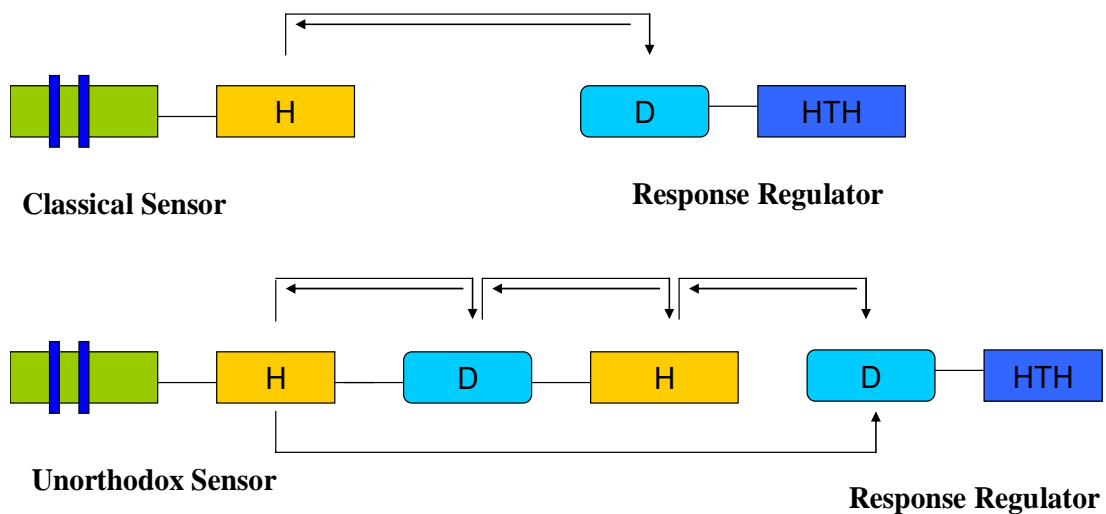 H
D
HTH
Classical Sensor
Response Regulator
H
D
H
D
HTH
Unorthodox Sensor
Response Regulator